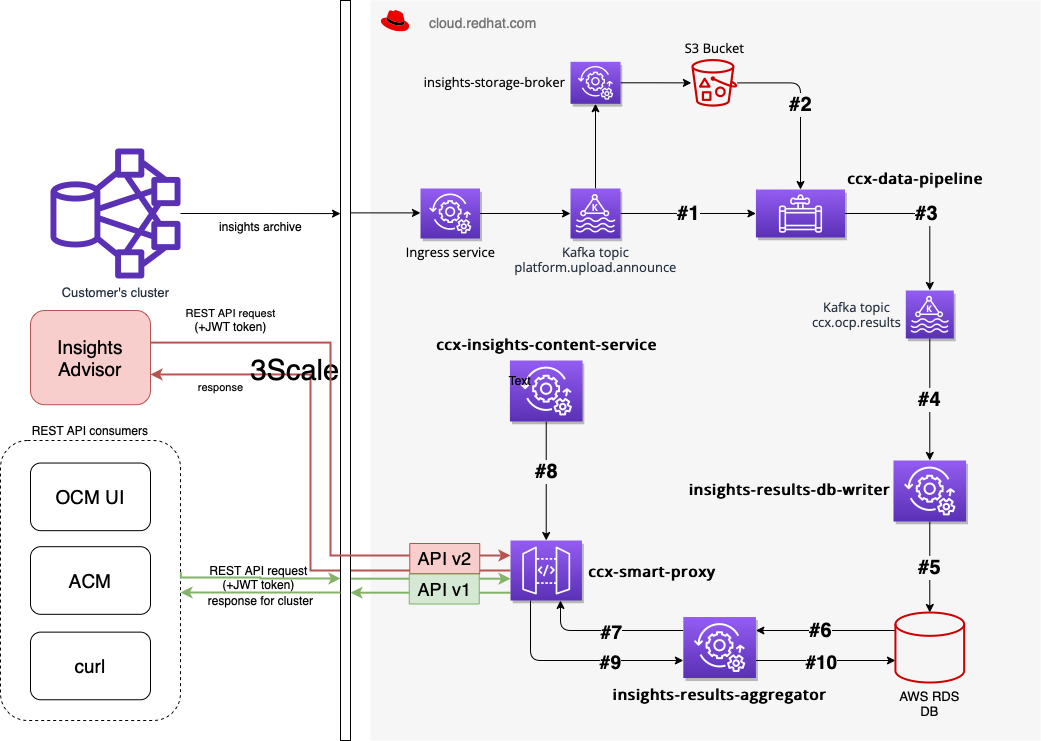 cloud.redhat.com
S3 Bucket
insights-storage-broker
#2
ccx-data-pipeline
insights archive
#1
#3
Ingress service
Kafka topic
platform.upload.announce
Customer's cluster
REST API request
(+JWT token)
Kafka topic
ccx.ocp.results
Insights
Advisor
3Scale
response
ccx-insights-content-service
Text
#4
REST API consumers
#8
OCM UI
insights-results-db-writer
API v2
#5
REST API request
(+JWT token)
response for cluster
ACM
API v1
ccx-smart-proxy
#7
#6
#9
#10
curl
insights-results-aggregator
AWS RDS
DB